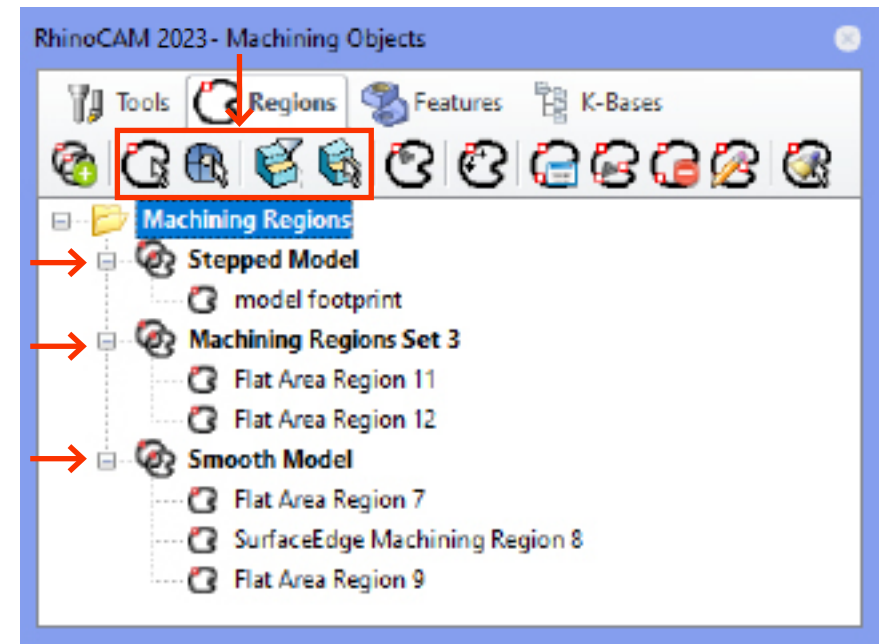 RhinoCAM 2023- Machining Objects
Tools Regions Features K-Bases
Machining Regions
Stepped Model
model footprint
Machining Regions Set 3
Flat Area Region 11
Flat Area Region 12
Smooth Model
Flat Area Region 7
SurfaceEdge Machining Region 8
Flat Area Region 9